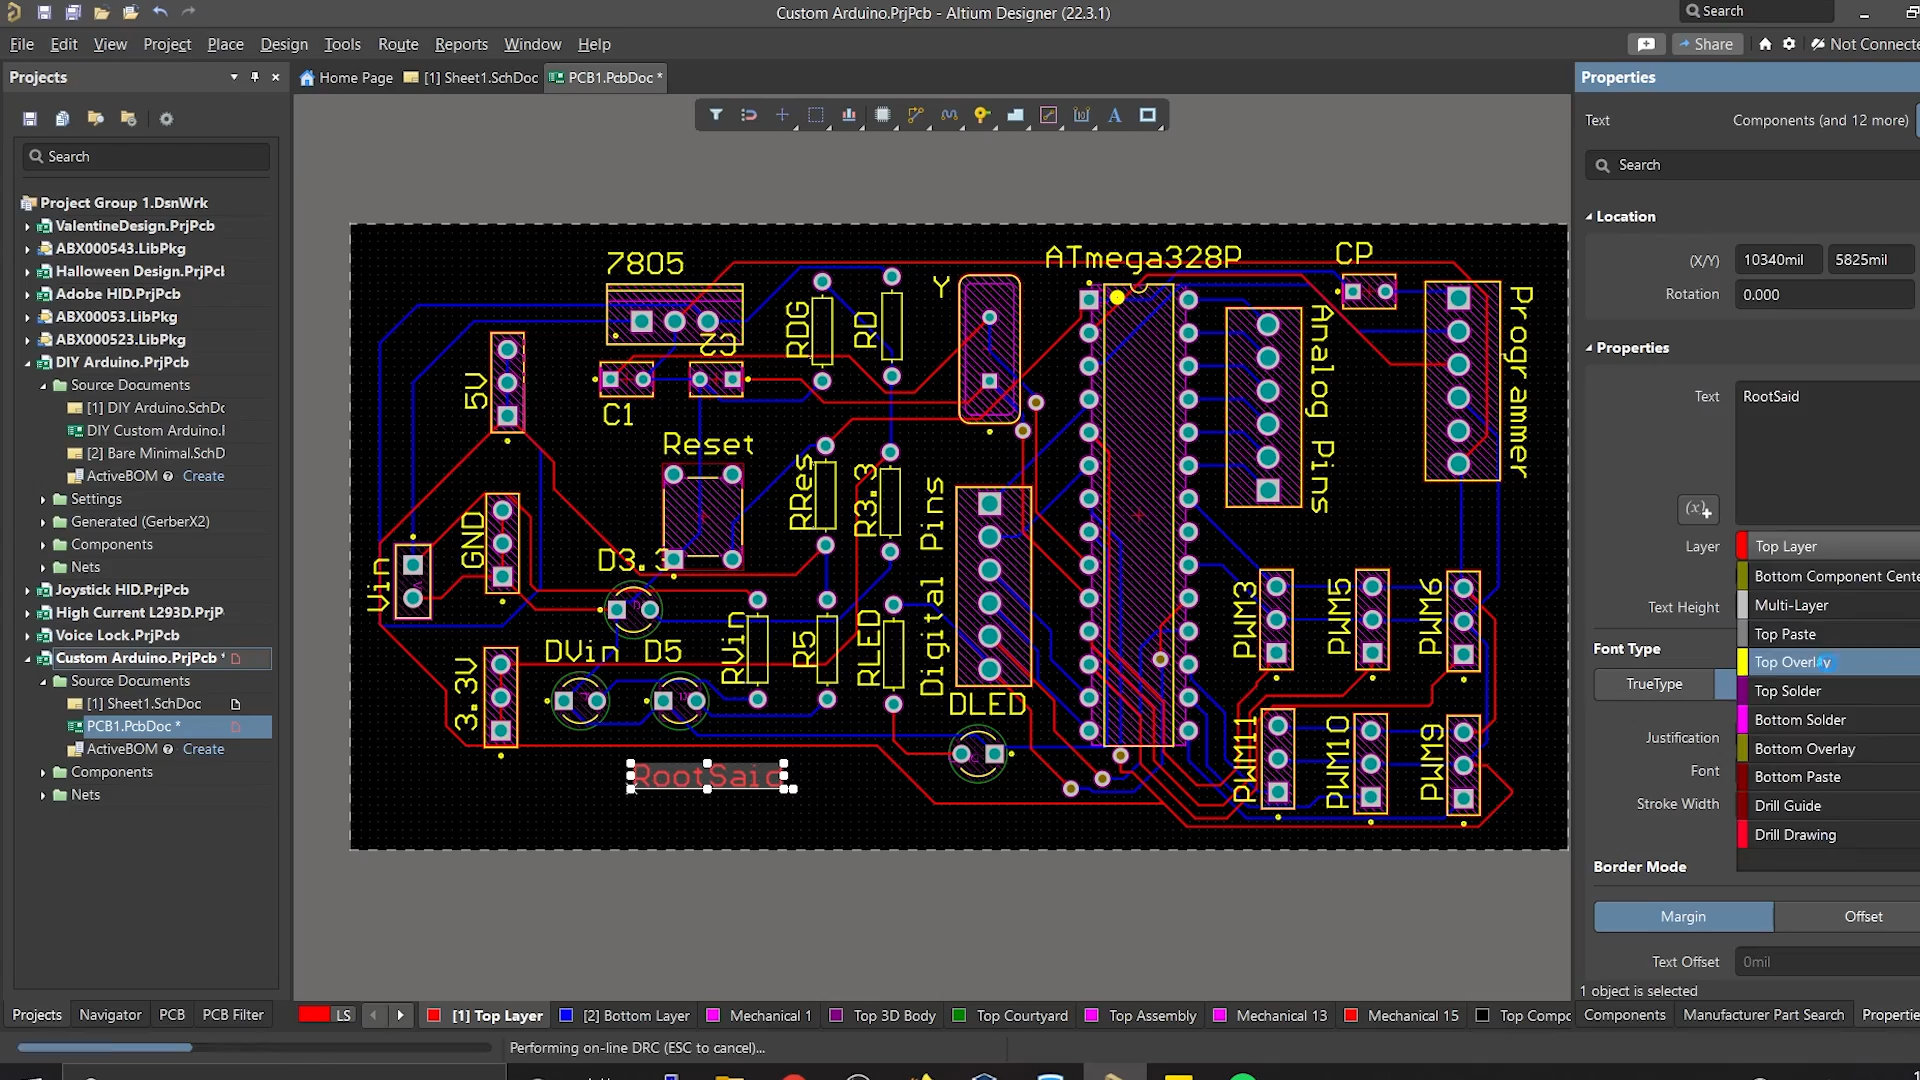 Custom Arduino.PrjPcb - Altium Designer (22.3.1)
Search
File Edit View Project Place Design Tools Route Reports Window Help
Share
Not Connecte
Projects
Home Page
[1] Sheet1.SchDoc
PCB1.PcbDoc *
Properties
Text
Components (and 12 more)
Search
Search
Project Group 1.DsnWrk
ValentineDesign.PrjPcb
ABX000543.LibPkg
Halloween Design.PrjPcl
Adobe HID.PrjPcb
ABX00053.LibPkg
ABX000523.LibPkg
DIY Arduino.PrjPcb
Source Documents
[1] DIY Arduino.SchDc
DIY Custom Arduino.I
[2] Bare Minimal.SchD
ActiveBOM Create
Settings
Generated (GerberX2)
Components
Nets
Joystick HID.PrjPcb
High Current L293D.PrjP
Voice Lock.PrjPcb
Custom Arduino.PrjPcb *
Source Documents
[1] Sheet1.SchDoc
PCB1.PcbDoc *
ActiveBOM Create
Components
Nets
7805
ATmega328P
CP
Y
RDG
RD
C2
C1
5V
Analog Pins
Programmer
Reset
RRes
R3.3
Digital Pins
GND
Vin
D3.3
DVin
D5
RVin
R5
RLED
3.3V
DLED
PWM3
PWM5
PWM6
PWM11
PWM10
PWM9
RootSaid
Location
(X/Y) 10340mil 5825mil
Rotation 0.000
Properties
Text RootSaid
Layer Top Layer
Bottom Component Cente
Multi-Layer
Text Height
Top Paste
Font Type
Top Overlay
TrueType
Top Solder
Bottom Solder
Justification
Bottom Overlay
Font
Bottom Paste
Stroke Width
Drill Guide
Drill Drawing
Border Mode
Margin Offset
Text Offset 0mil
1 object is selected
Projects Navigator PCB PCB Filter
LS
[1] Top Layer
[2] Bottom Layer
Mechanical 1
Top 3D Body
Top Courtyard
Top Assembly
Mechanical 13
Mechanical 15
Top Compo
Components Manufacturer Part Search Propertie
Performing on-line DRC (ESC to cancel)...